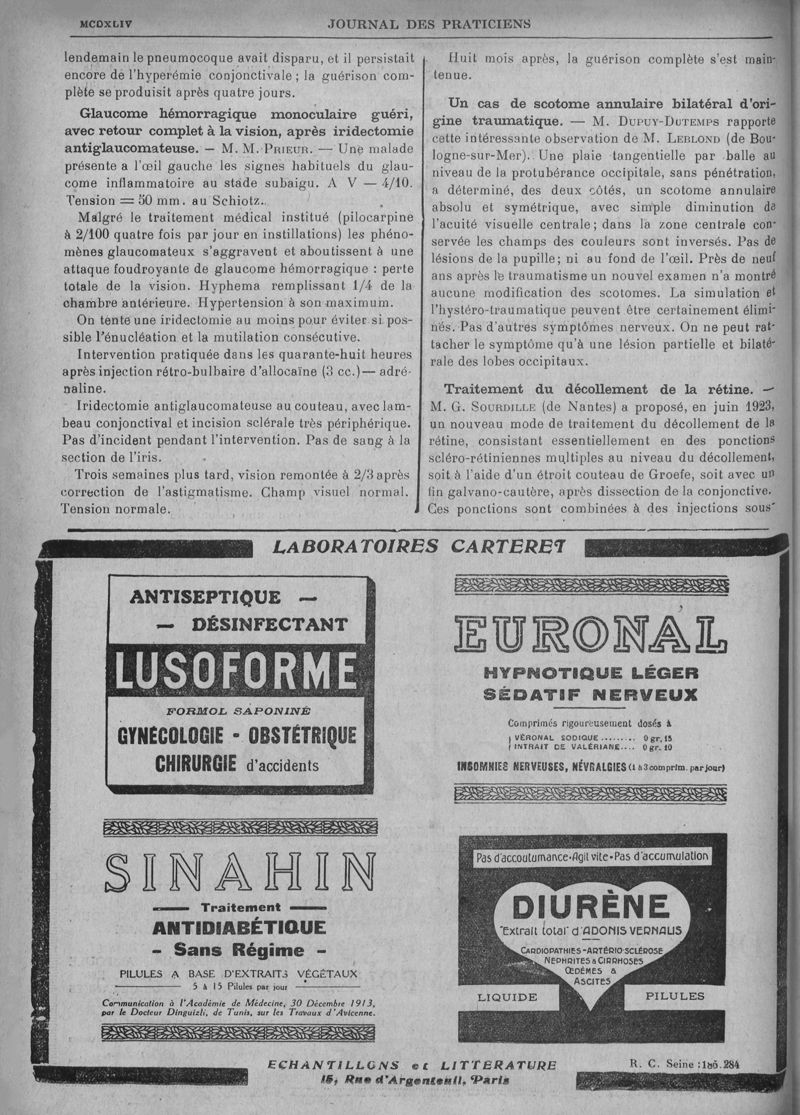 MCDXLIV
JOURNAL DES PRATICIENS
lendemain le pneumocoque avait disparu, et il persistait
encore de l'hyperémie conjonctivale ; la guérison com-
plète se produisit après quatre jours.
Glaucome hémorragique monoculaire guéri,
avec retour complet à la vision, après iridectomie
antiglaucomateuse. — M. M. PRIEUR. — Une malade
présente a l'œil gauche les signes habituels du glau-
come inflammatoire au stade subaigu. A V — 4/10.
Tension = 50 mm. au Schiotz.
Malgré le traitement médical institué (pilocarpine
à 2/100 quatre fois par jour en instillations) les phéno-
mènes glaucomateux s'aggravent et aboutissent à une
attaque foudroyante de glaucome hémorragique : perte
totale de la vision. Hyphema remplissant 1/4 de la
chambre antérieure. Hypertension à son maximum.
On tente une iridectomie au moins pour éviter si pos-
sible l'énucléation et la mutilation consécutive.
Intervention pratiquée dans les quarante-huit heures
après injection rétro-bulbaire d'allocaïne (3 cc.) — adré-
naline.
Iridectomie antiglaucomateuse au couteau, avec lam-
beau conjonctival et incision sclérale très périphérique.
Pas d'incident pendant l'intervention. Pas de sang à la
section de l'iris.
Trois semaines plus tard, vision remontée à 2/3 après
correction de l'astigmatisme. Champ visuel normal.
Tension normale.
Huit mois après, la guérison complète s'est main-
tenue.
Un cas de scotome annulaire bilatéral d'ori-
gine traumatique. — M. DUPUY-DUTEMPS rapporte
cette intéressante observation de M. LEBLOND (de Bou-
logne-sur-Mer). Une plaie tangentielle par balle au
niveau de la protubérance occipitale, sans pénétration,
a déterminé, des deux côtés, un scotome annulaire
absolu et symétrique, avec simple diminution de
l'acuité visuelle centrale ; dans la zone centrale con-
servée les champs des couleurs sont inversés. Pas de
lésions de la pupille ; ni au fond de l'œil. Près de neuf
ans après le traumatisme un nouvel examen n'a montré
aucune modification des scotomes. La simulation et
l'hystéro-traumatique peuvent être certainement élimi-
nés. Pas d'autres symptômes nerveux. On ne peut rat-
tacher le symptôme qu'à une lésion partielle et bilaté-
rale des lobes occipitaux.
Traitement du décollement de la rétine. —
M. G. SOURDILLE (de Nantes) a proposé, en juin 1923,
un nouveau mode de traitement du décollement de la
rétine, consistant essentiellement en des ponctions
scléro-rétiniennes multiples au niveau du décollement,
soit à l'aide d'un étroit couteau de Groefe, soit avec un
fin galvano-cautère, après dissection de la conjonctive.
Ces ponctions sont combinées à des injections sous-
LABORATOIRES CARTERET
ANTISEPTIQUE —
— DÉSINFECTANT
LUSOFORME
FORMOL SAPONINÉ
GYNÉCOLOGIE - OBSTÉTRIQUE
CHIRURGIE d'accidents
EURONAL
HYPNOTIQUE LÉGER
SÉDATIF NERVEUX
Comprimés rigoureusement dosés à
VÉRONAL SODIQUE......... 0 gr. 15
INTRAIT DE VALÉRIANE.... 0 gr. 10
INSOMNIES NERVEUSES, NÉVRALGIES (1 à 3 comprim. par jour)
SINAHIN
Traitement
ANTIDIABÉTIQUE
- Sans Régime -
PILULES A BASE D'EXTRAITS VÉGÉTAUX
5 à 15 Pilules par jour
Communication à l'Académie de Médecine, 30 Décembre 1913,
par le Docteur Dinguizli, de Tunis, sur les Travaux d'Avicenne.
Pas d'accoutumance • Agit vite • Pas d'accumulation
DIURÈNE
"Extrait total" d'ADONIS VERNALIS
CARDIOPATHIES - ARTÉRIO-SCLÉROSE
NEPHRITES & CIRRHOSES
ŒDÈMES &
ASCITES
LIQUIDE
PILULES
ECHANTILLONS et LITTÉRATURE
15, Rue d'Argenteuil, Paris
R. C. Seine : 180.284